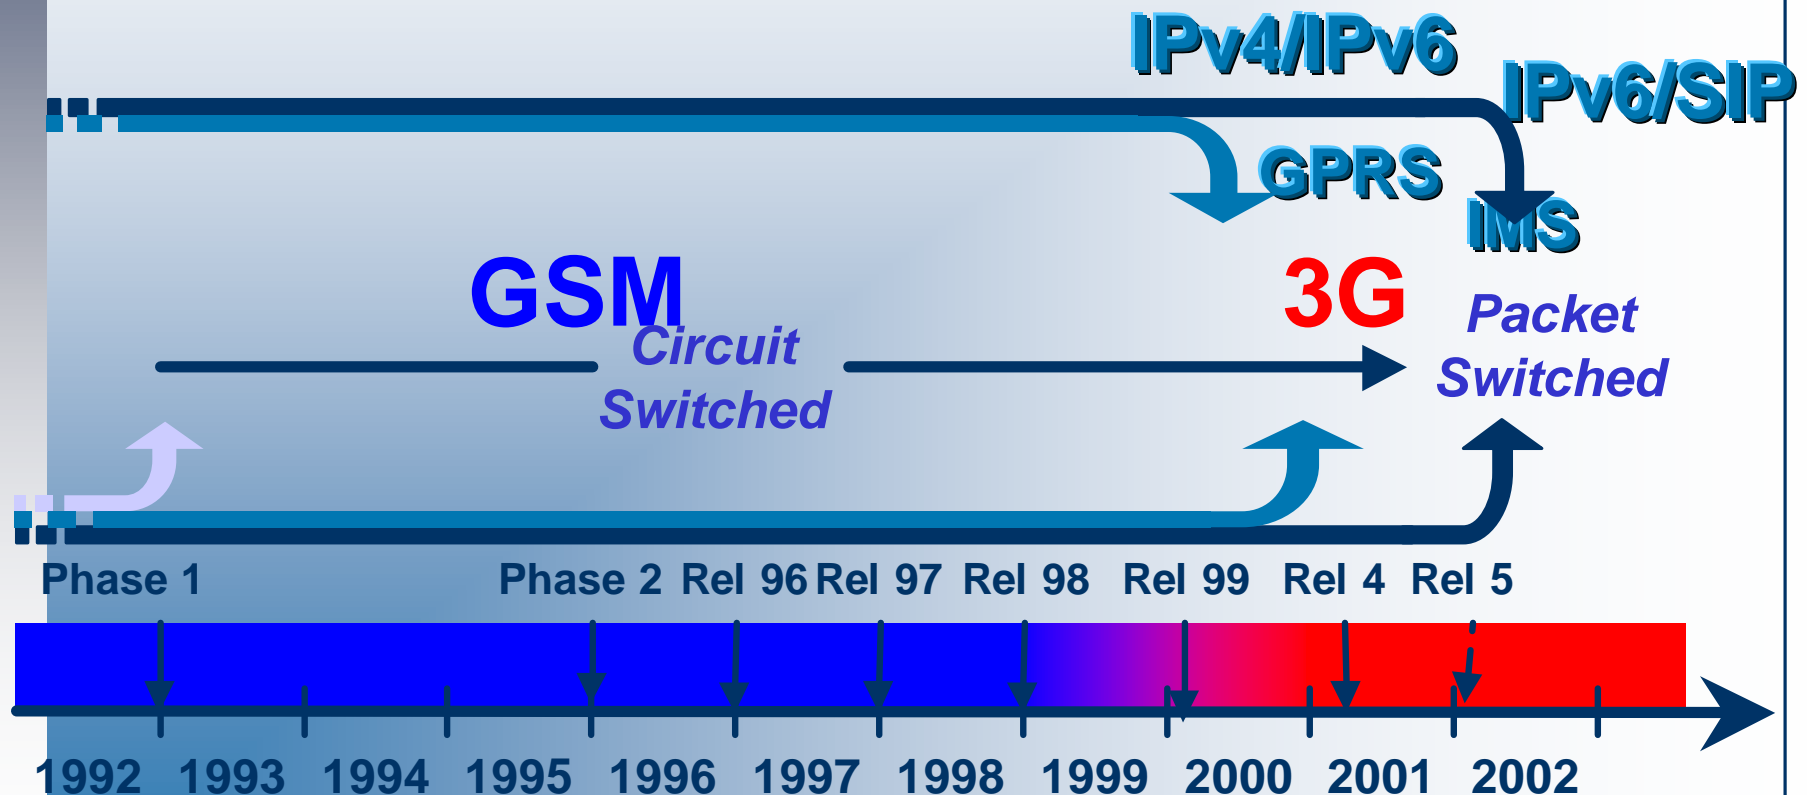 IPv4/IPv6
IPv6/SIP
GPRS
IMS
GSM
3G
Circuit
Switched
Packet
Switched
Phase 1 Phase 2 Rel 96 Rel 97 Rel 98 Rel 99 Rel 4 Rel 5
1992 1993 1994 1995 1996 1997 1998 1999 2000 2001 2002